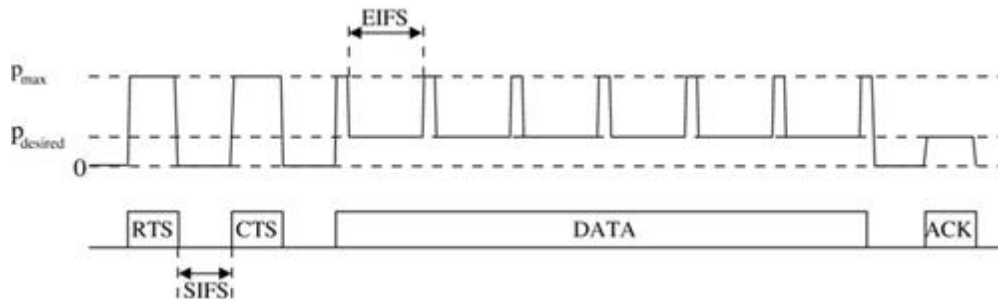 EIFS
Pmax
Pdesired
0
RTS CTS DATA ACK
SIFS